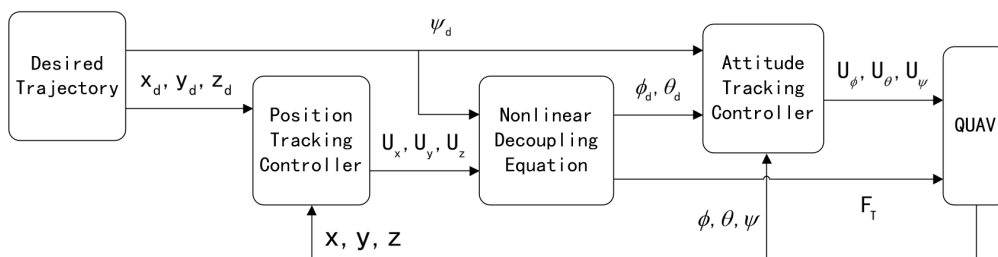 Desired
Trajectory
ψ_d
x_d, y_d, z_d
Position
Tracking
Controller
U_x, U_y, U_z
Nonlinear
Decoupling
Equation
ϕ_d, θ_d
Attitude
Tracking
Controller
U_ϕ, U_θ, U_ψ
QUAV
F_T
x, y, z
ϕ, θ, ψ